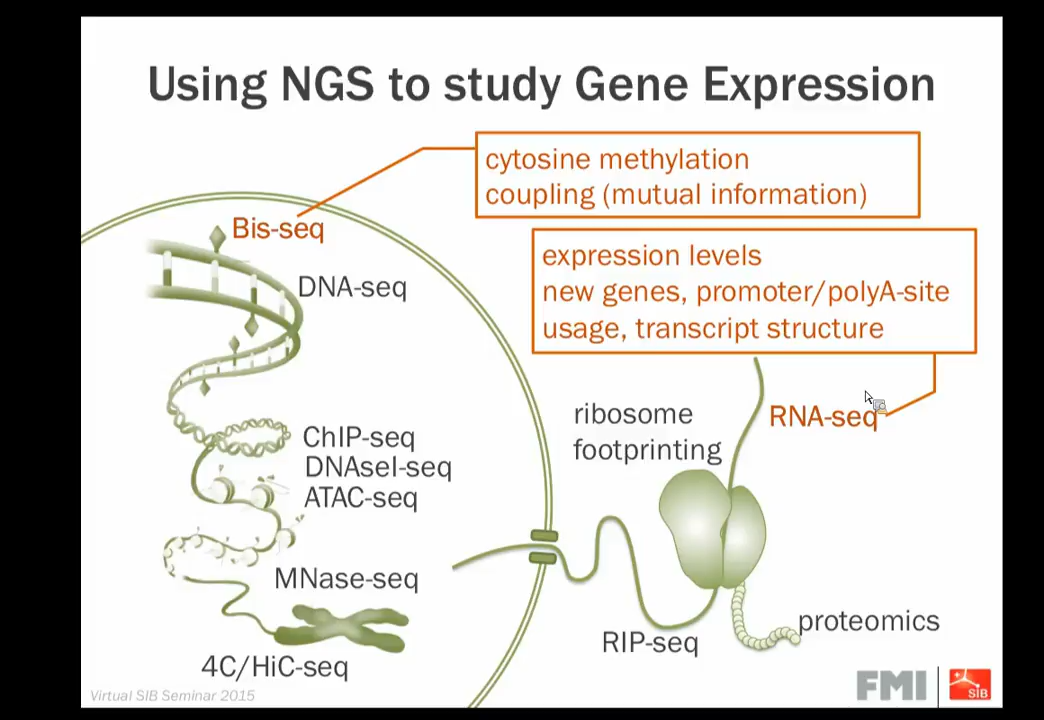 Using NGS to study Gene Expression
cytosine methylation
coupling (mutual information)
Bis-seq
expression levels
new genes, promoter/polyA-site
usage, transcript structure
DNA-seq
RNA-seq
ribosome
footprinting
ChIP-seq
DNAseI-seq
ATAC-seq
MNase-seq
proteomics
RIP-seq
4C/HiC-seq
Virtual SIB Seminar 2015
FMI
SIB